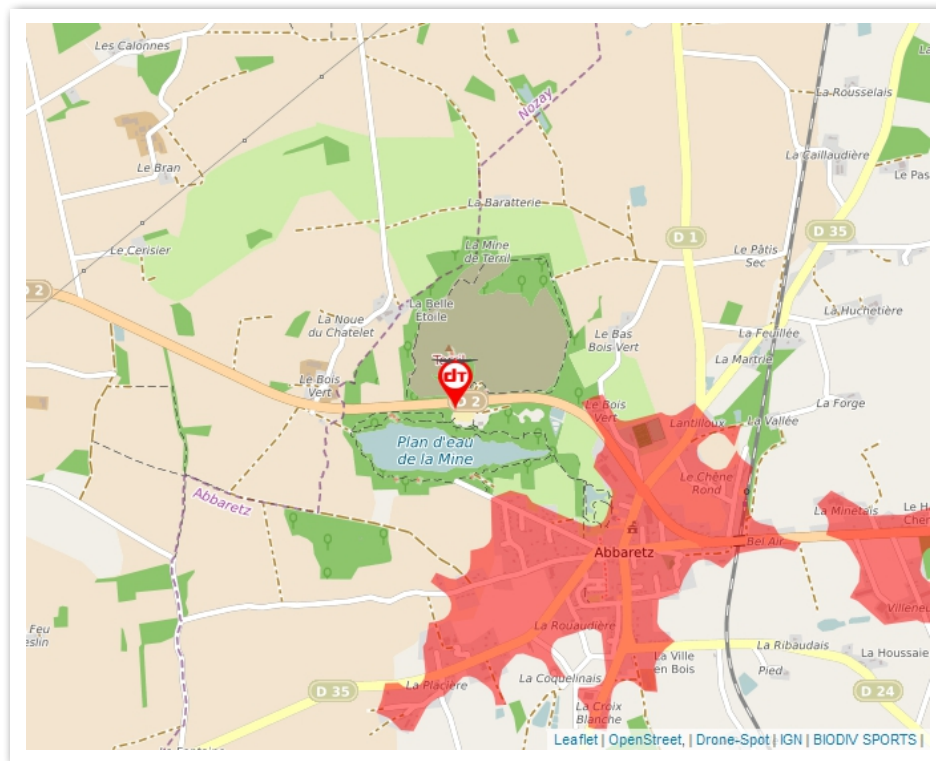 Les Calonnes
Nozay
La Rousselais
La Caillaudière
Le Bran
Le Pas
La Baratterie
D 1
D 35
Le Cerisier
La Mine
de Terril
Le Pâtis
Sec
2
La Belle
Etoile
La Noue
du Chatelet
La Huchetière
Le Bas
Bois Vert
La Feuillée
La Martrie
dT
Le Bois
Vert
D 2
Le Bois
Vert
La Forge
Lantilloux
La Vallée
Plan d'eau
de la Mine
Le Chêne
Rond
Abbaretz
La Minetais
Le H
Cher
Bel Air
Abbaretz
Villeneu
La Rouaudière
Feu
eslin
La Ribaudais
La Houssaie
La Ville
en Bois
Pied
La Coquelinais
La Placière
D 35
D 24
La Croix
Blanche
Leaflet | OpenStreet, | Drone-Spot | IGN | BIODIV SPORTS |